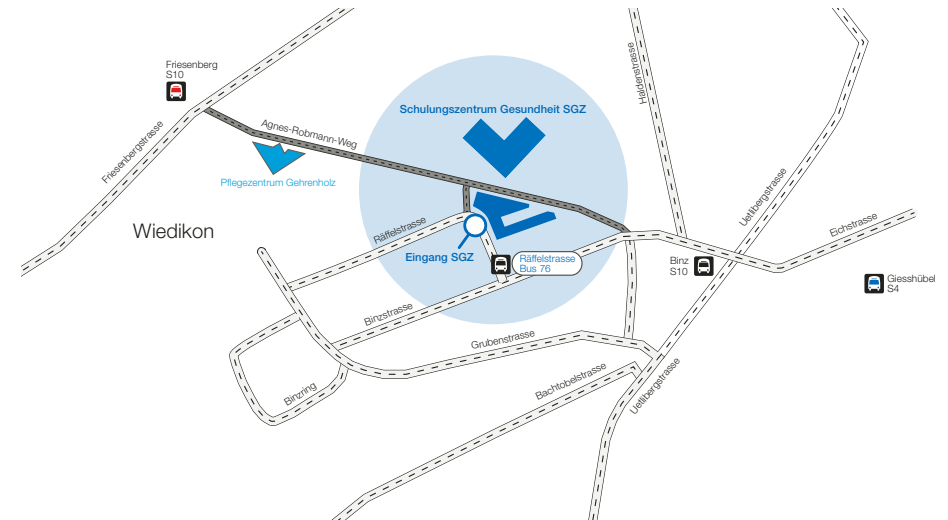 Friesenberg
S10
Haldenstrasse
Schulungszentrum Gesundheit SGZ
Agnes-Robmann-Weg
Friesenbergstrasse
Pflegezentrum Gehrenholz
Uetlibergstrasse
Wiedikon
Räffelstrasse
Eichstrasse
Eingang SGZ
Räffelstrasse
Bus 76
Binz
S10
Giesshübel
S4
Binzstrasse
Grubenstrasse
Bachtobelstrasse
Binzring
Uetlibergstrasse